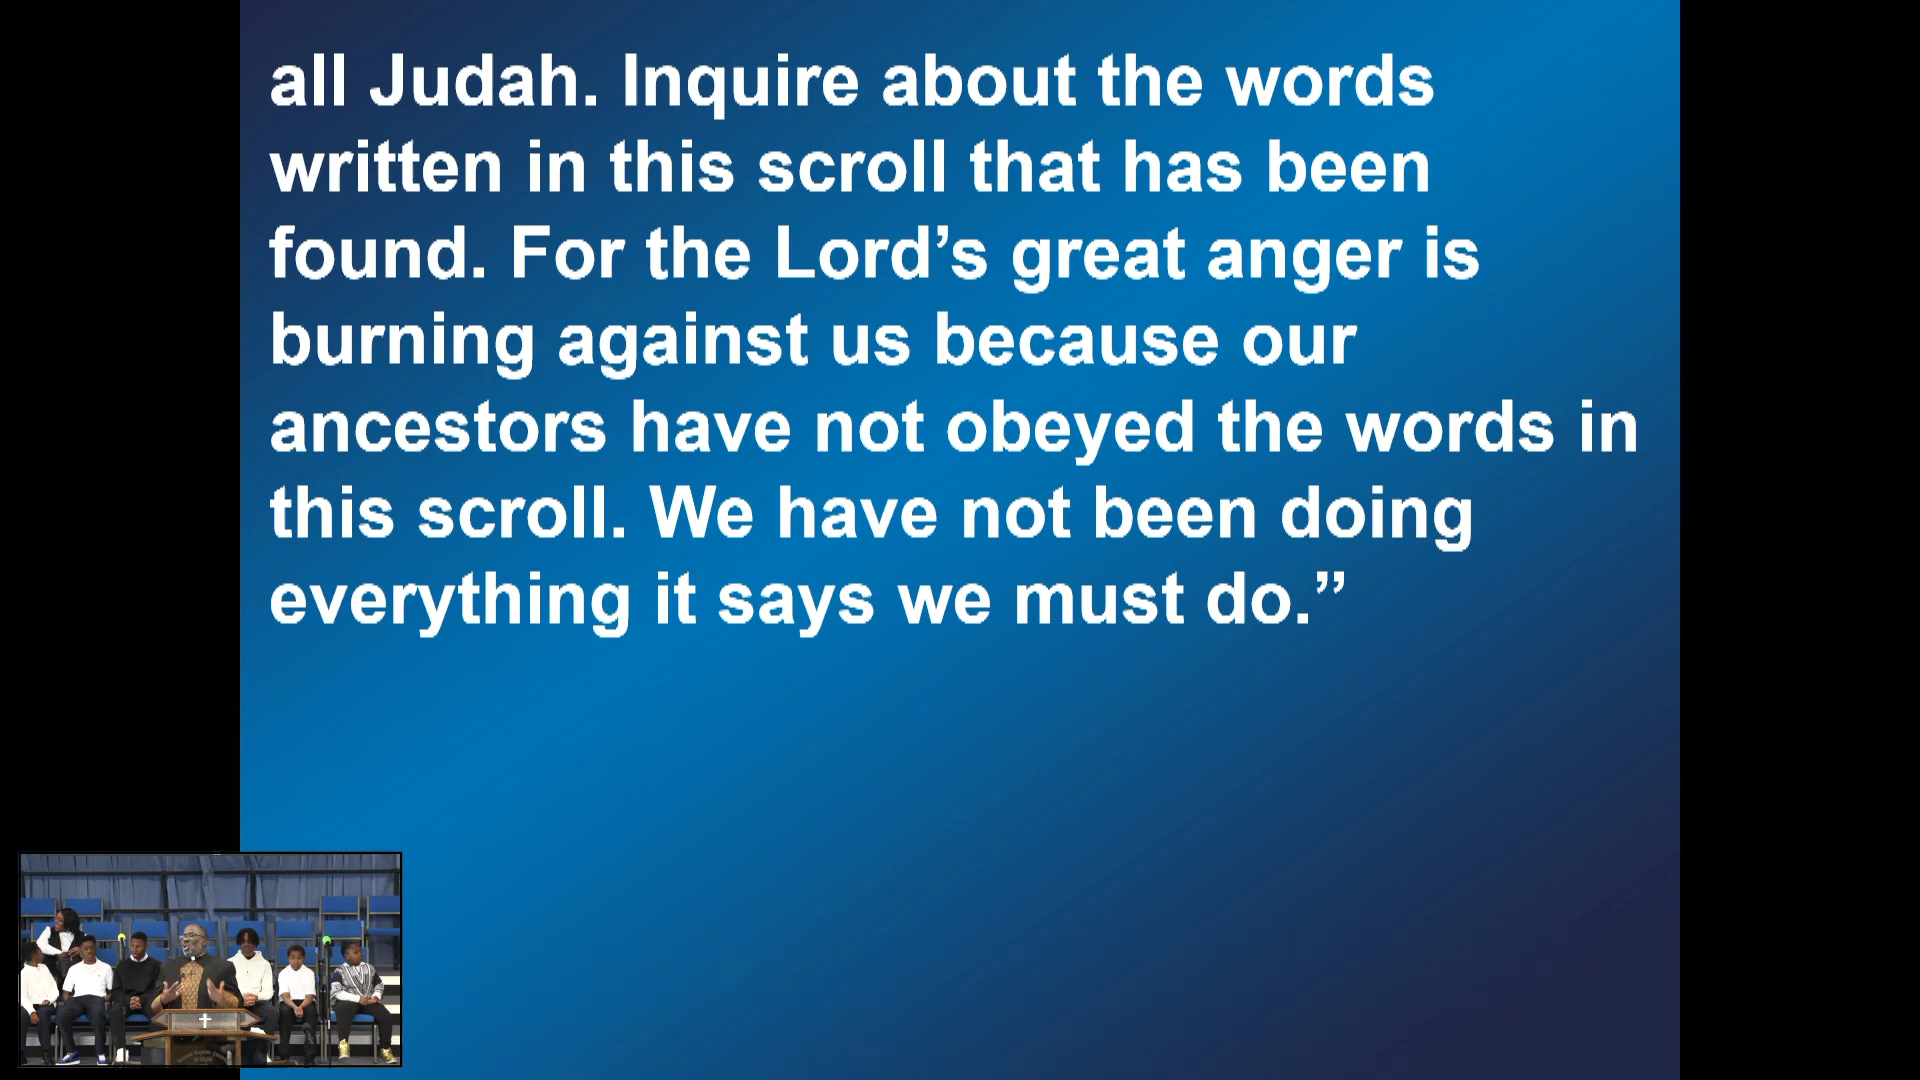 all Judah. Inquire about the words
written in this scroll that has been
found. For the Lord’s great anger is
burning against us because our
ancestors have not obeyed the words in
this scroll. We have not been doing
everything it says we must do.”